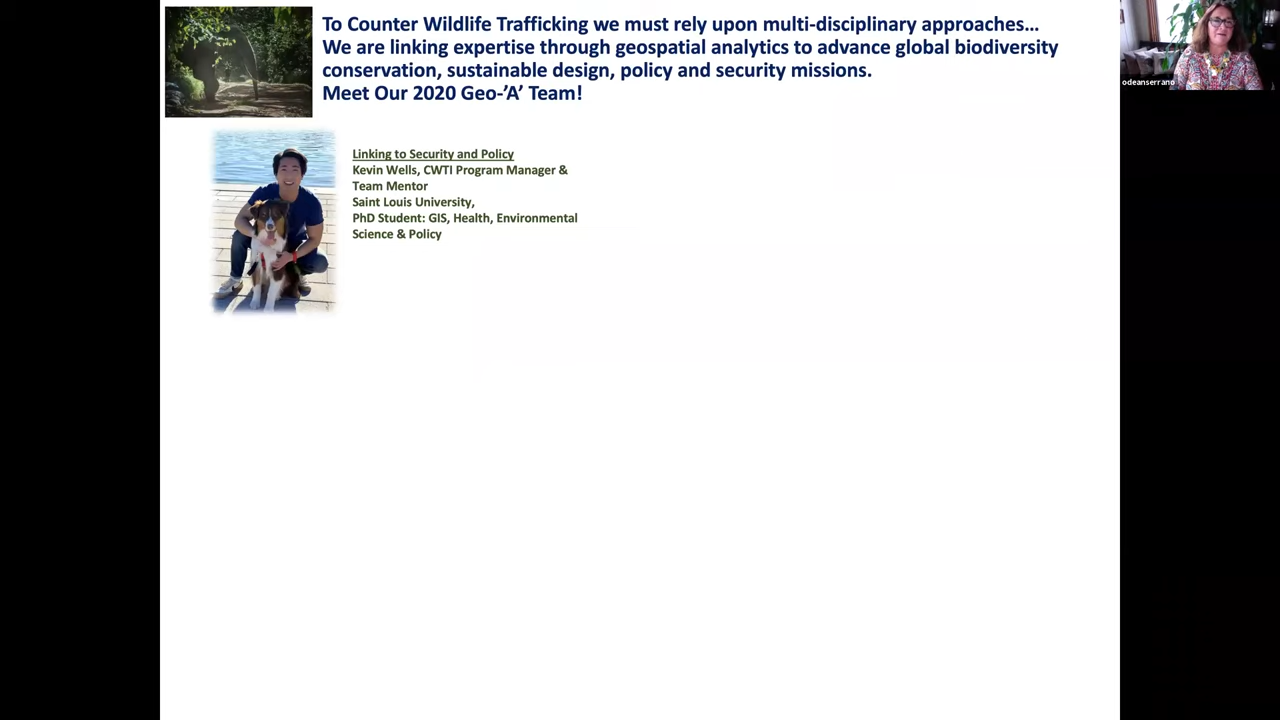 To Counter Wildlife Trafficking we must rely upon multi-disciplinary approaches…
We are linking expertise through geospatial analytics to advance global biodiversity
conservation, sustainable design, policy and security missions.
Meet Our 2020 Geo-’A’ Team!
odeanserrano
Linking to Security and Policy
Kevin Wells, CWTI Program Manager &
Team Mentor
Saint Louis University,
PhD Student: GIS, Health, Environmental
Science & Policy